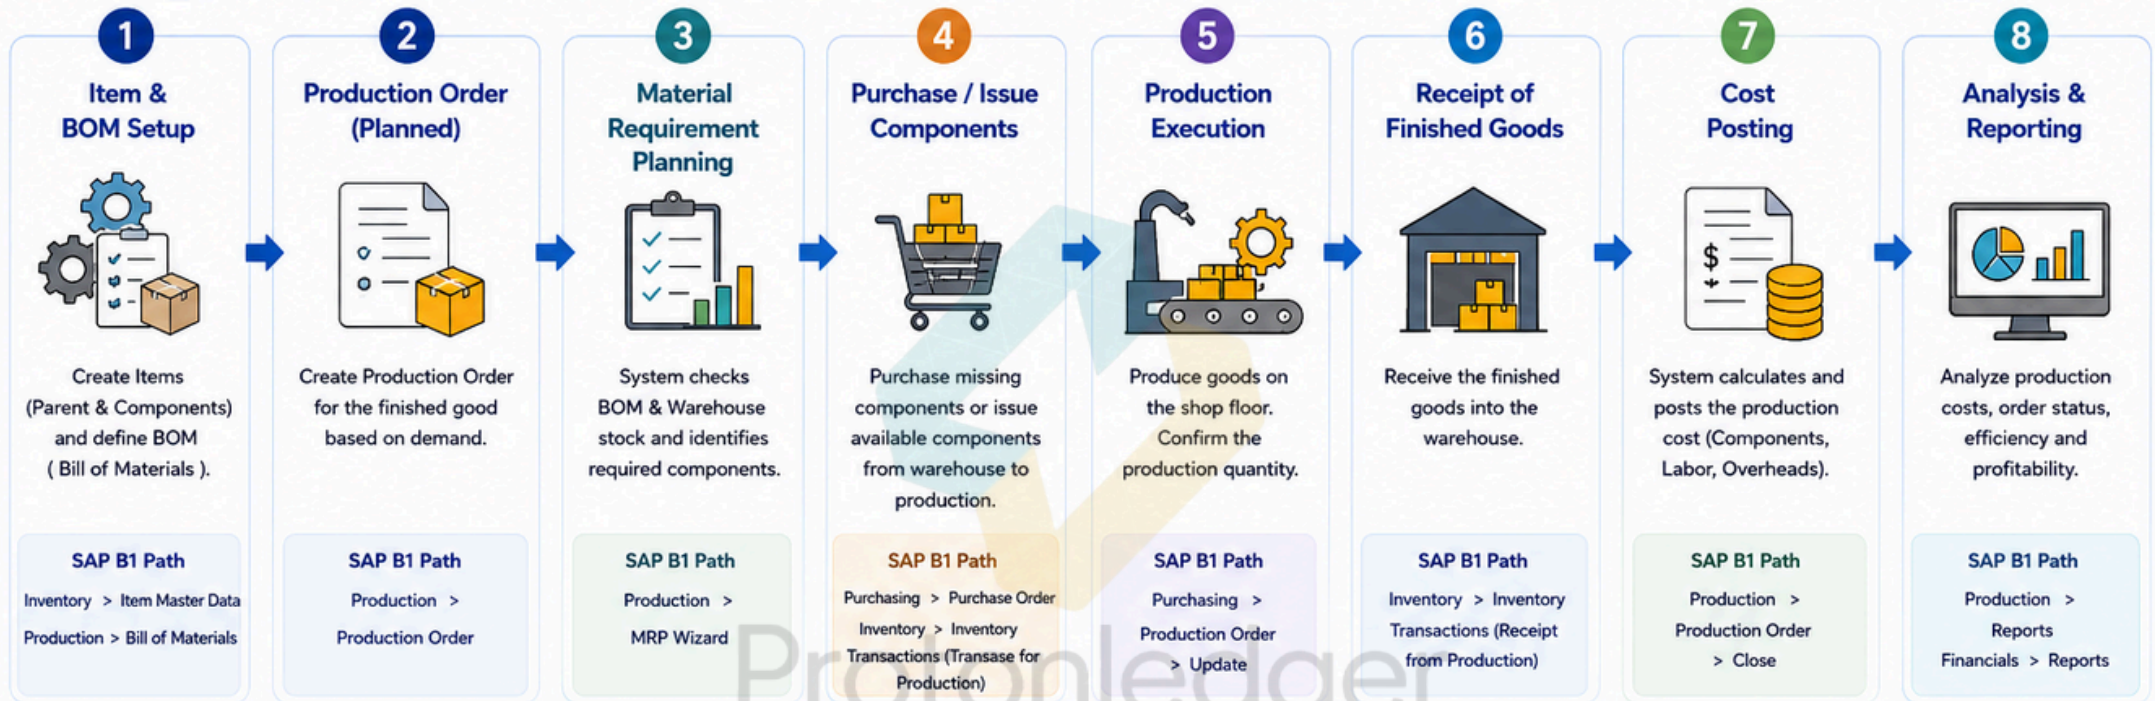 1
Item &
BOM Setup
Create Items
(Parent & Components)
and define BOM
( Bill of Materials ).
SAP B1 Path
Inventory > Item Master Data
Production > Bill of Materials
2
Production Order
(Planned)
Create Production Order
for the finished good
based on demand.
SAP B1 Path
Production >
Production Order
3
Material
Requirement
Planning
System checks
BOM & Warehouse
stock and identifies
required components.
SAP B1 Path
Production >
MRP Wizard
4
Purchase / Issue
Components
Purchase missing
components or issue
available components
from warehouse to
production.
SAP B1 Path
Purchasing > Purchase Order
Inventory > Inventory
Transactions (Transase for
Production)
5
Production
Execution
Produce goods on
the shop floor.
Confirm the
production quantity.
SAP B1 Path
Purchasing >
Production Order
> Update
6
Receipt of
Finished Goods
Receive the finished
goods into the
warehouse.
SAP B1 Path
Inventory > Inventory
Transactions (Receipt
from Production)
7
Cost
Posting
$
System calculates and
posts the production
cost (Components,
Labor, Overheads).
SAP B1 Path
Production >
Production Order
> Close
8
Analysis &
Reporting
Analyze production
costs, order status,
efficiency and
profitability.
SAP B1 Path
Production >
Reports
Financials > Reports
Protonledger